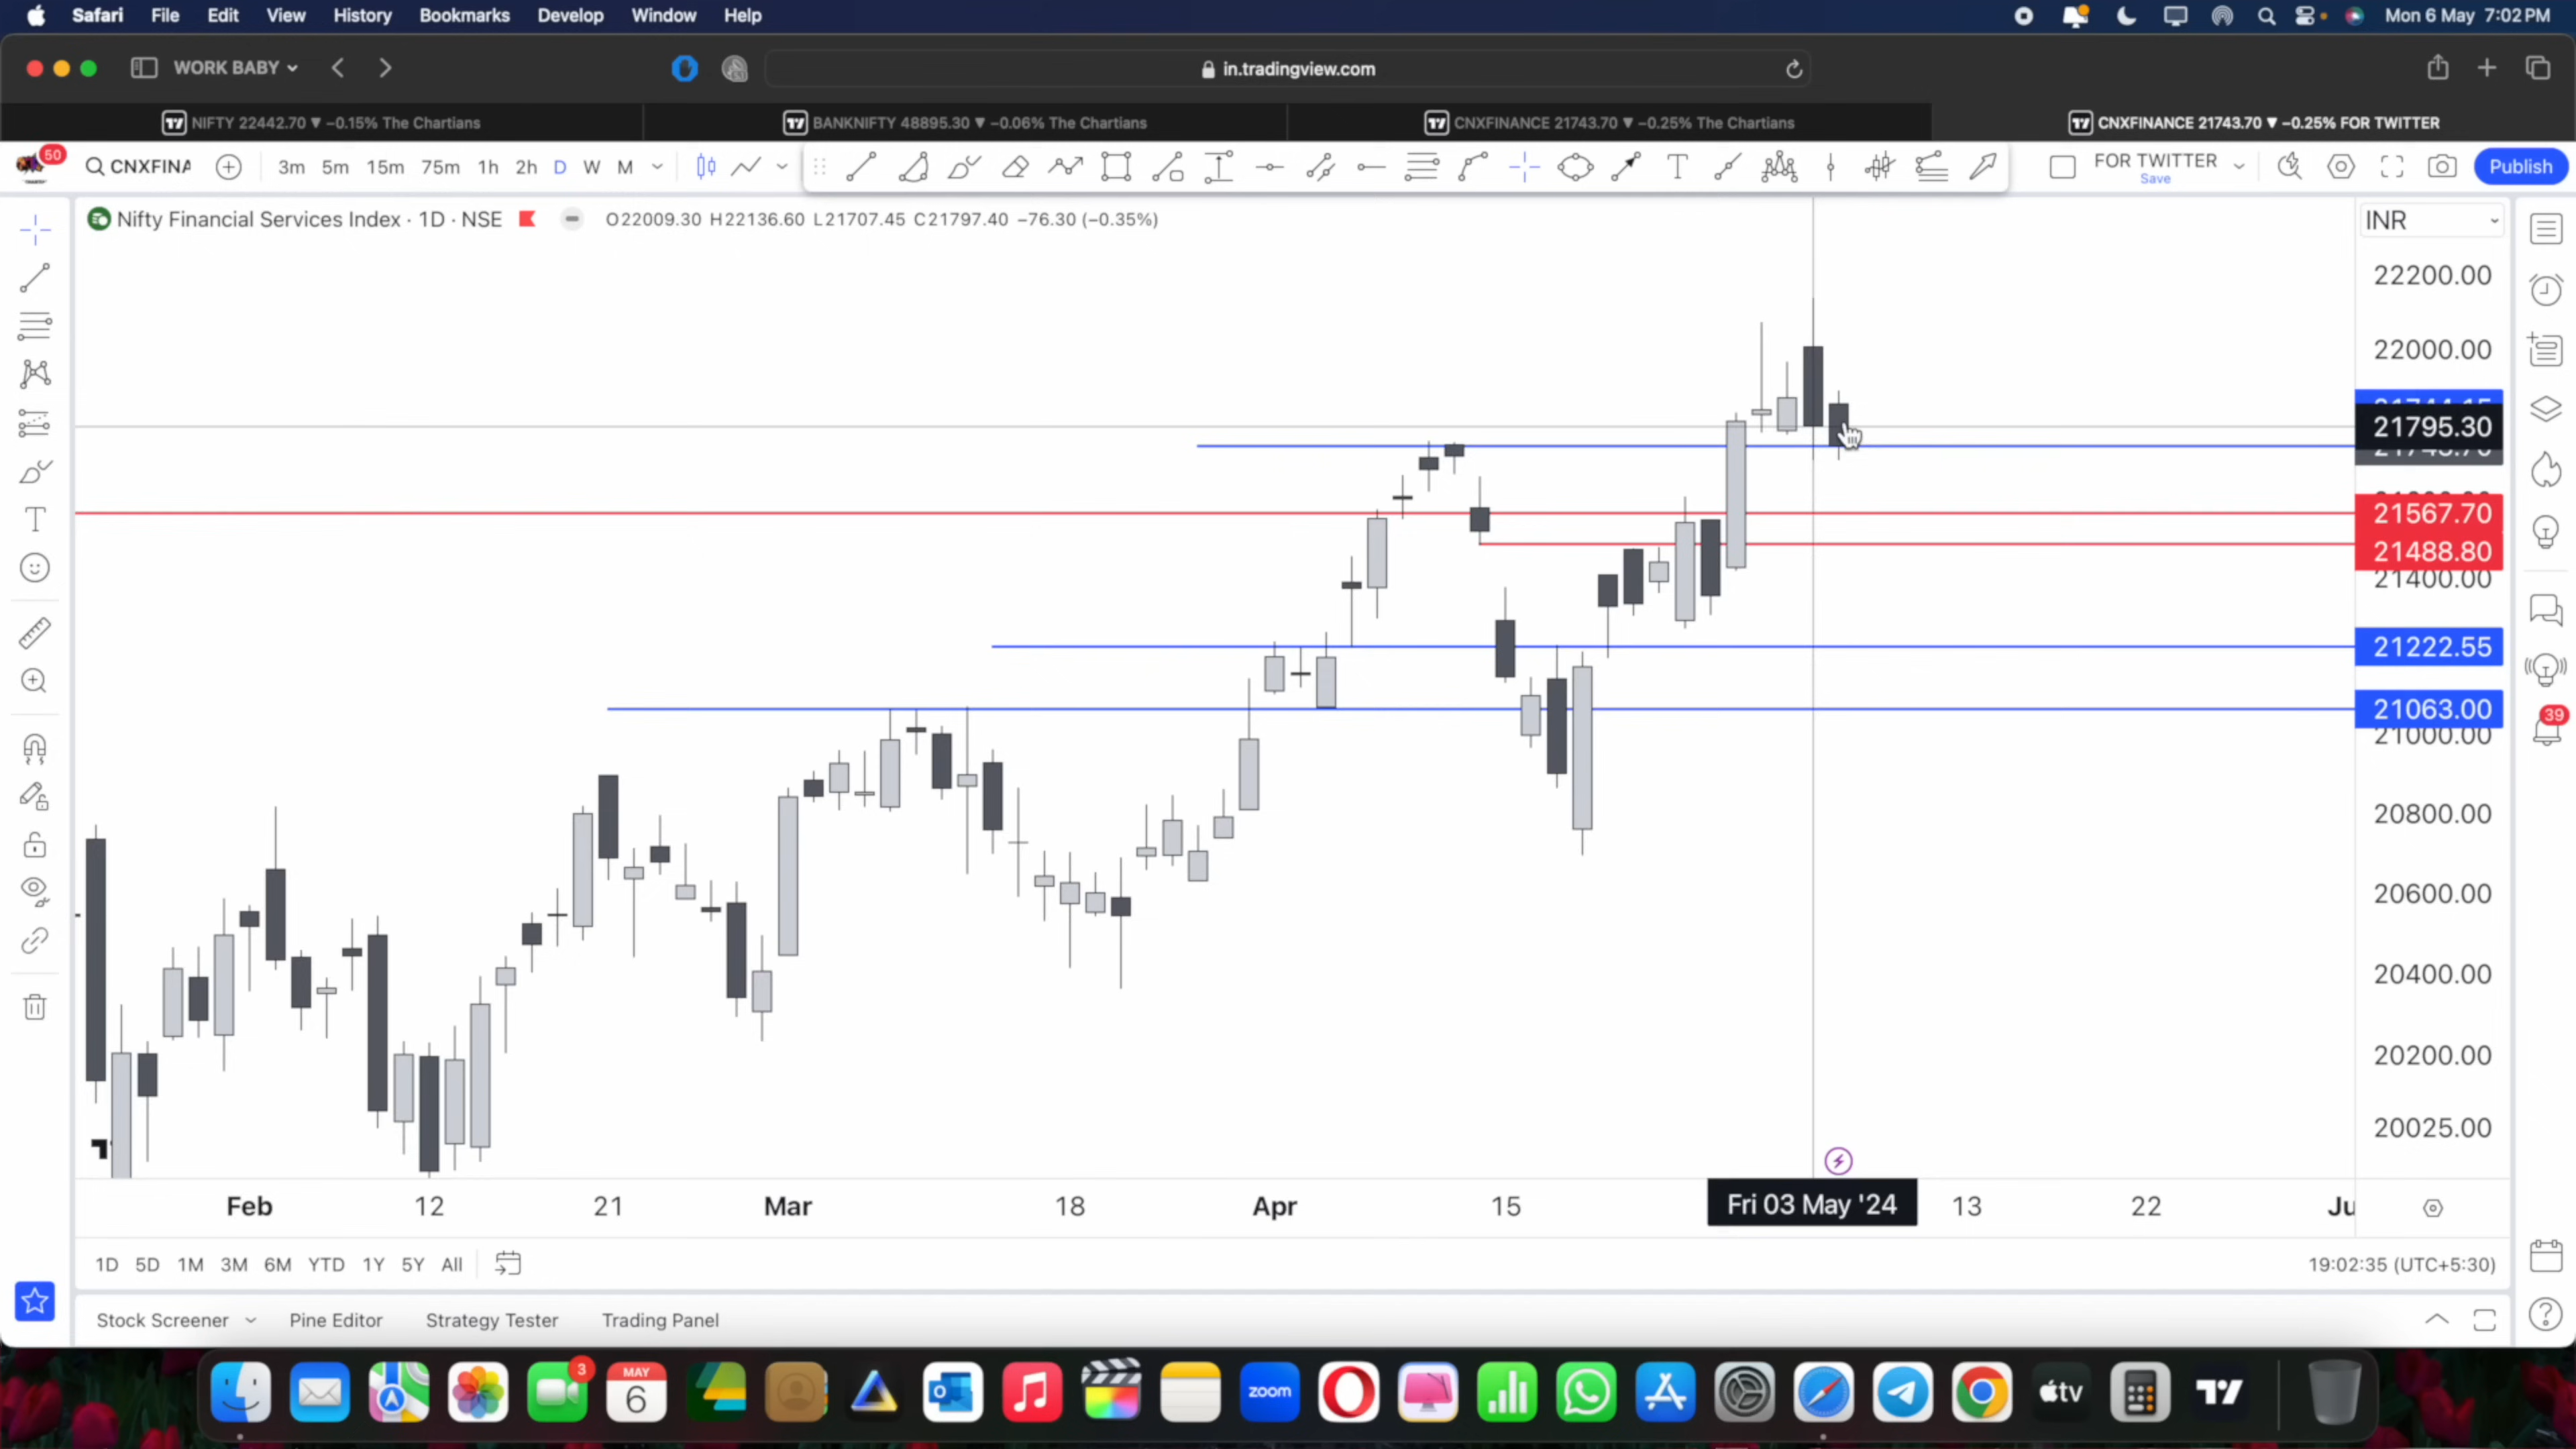 Safari File Edit View History Bookmarks Develop Window Help Mon 6 May 7:02 PM
WORK BABY in.tradingview.com
NIFTY 22442.70 ▼ −0.15% The Chartians BANKNIFTY 48895.30 ▼ −0.06% The Chartians CNXFINANCE 21743.70 ▼ −0.25% The Chartians CNXFINANCE 21743.70 ▼ −0.25% FOR TWITTER
50 CNXFINA 3m 5m 15m 75m 1h 2h D W M FOR TWITTER Publish
Save
Nifty Financial Services Index · 1D · NSE O22009.30 H22136.60 L21707.45 C21797.40 −76.30 (−0.35%) INR
22200.00
22000.00
21795.30
21567.70
21488.80
21400.00
21222.55
21063.00
21000.00
39
20800.00
20600.00
20400.00
20200.00
20025.00
Feb 12 21 Mar 18 Apr 15 Fri 03 May '24 13 22 Ju
1D 5D 1M 3M 6M YTD 1Y 5Y All 19:02:35 (UTC+5:30)
Stock Screener Pine Editor Strategy Tester Trading Panel
3 MAY 6 zoom tv